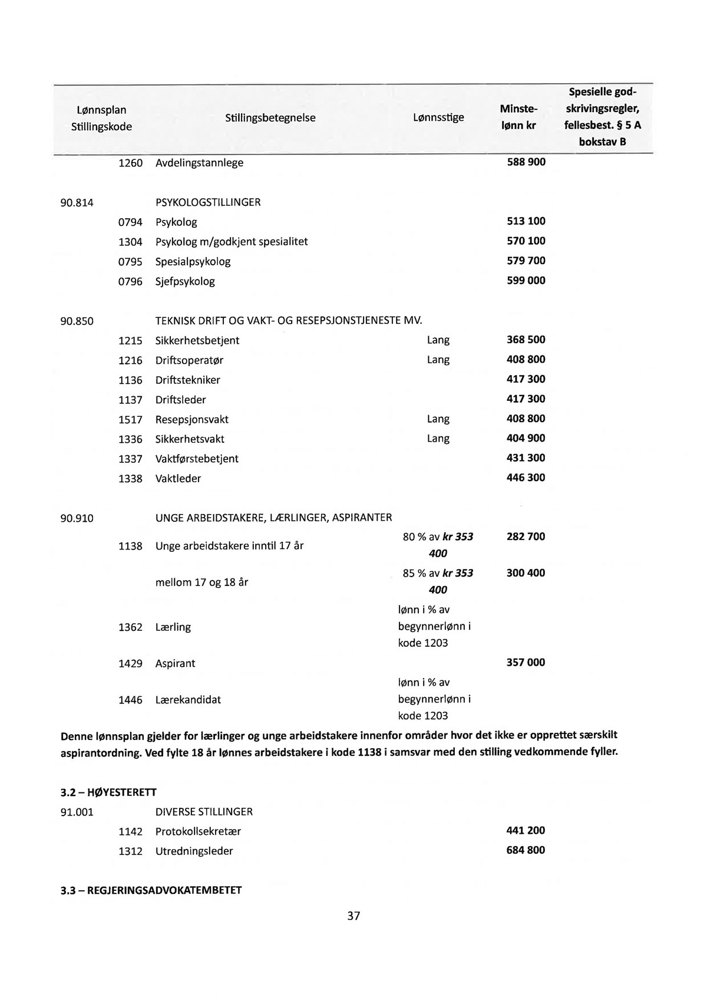 Lønnsplan
Stillingskode
Stillingsbetegnelse
Lønnsstige
Minste-
lønn kr
Spesielle god-
skrivingsregler,
fellesbest. § 5 A
bokstav B
1260 Avdelingstannlege 588 900
90.814 PSYKOLOGSTILLINGER
0794 Psykolog 513 100
1304 Psykolog m/godkjent spesialitet 570 100
0795 Spesialpsykolog 579 700
0796 Sjefpsykolog 599 000
90.850 TEKNISK DRIFT OG VAKT- OG RESEPSJONSTJENESTE MV.
1215 Sikkerhetsbetjent Lang 368 500
1216 Driftsoperatør Lang 408 800
1136 Driftstekniker 417 300
1137 Driftsleder 417 300
1517 Resepsjonsvakt Lang 408 800
1336 Sikkerhetsvakt Lang 404 900
1337 Vaktførstebetjent 431 300
1338 Vaktleder 446 300
90.910 UNGE ARBEIDSTAKERE, LÆRLINGER, ASPIRANTER
1138 Unge arbeidstakere inntil 17 år 80 % av kr 353 282 700
400
mellom 17 og 18 år 85 % av kr 353 300 400
400
lønn i % av
1362 Lærling begynnerlønn i
kode 1203
1429 Aspirant 357 000
lønn i % av
1446 Lærekandidat begynnerlønn i
kode 1203
Denne lønnsplan gjelder for lærlinger og unge arbeidstakere innenfor områder hvor det ikke er opprettet særskilt
aspirantordning. Ved fylte 18 år lønnes arbeidstakere i kode 1138 i samsvar med den stilling vedkommende fyller.
3.2 – HØYESTERETT
91.001 DIVERSE STILLINGER
1142 Protokollsekretær 441 200
1312 Utredningsleder 684 800
3.3 – REGJERINGSADVOKATEMBETET
37